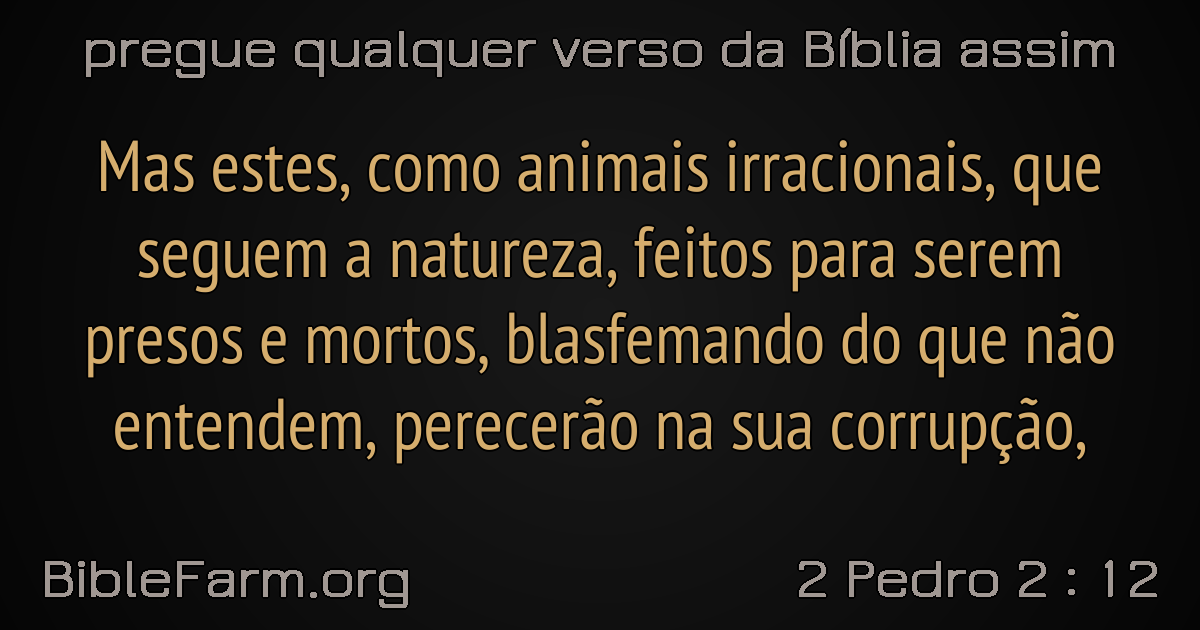 pregue qualquer verso da Bíblia assim
Mas estes, como animais irracionais, que
seguem a natureza, feitos para serem
presos e mortos, blasfemando do que não
entendem, perecerão na sua corrupção,
BibleFarm.org
2 Pedro 2 : 12